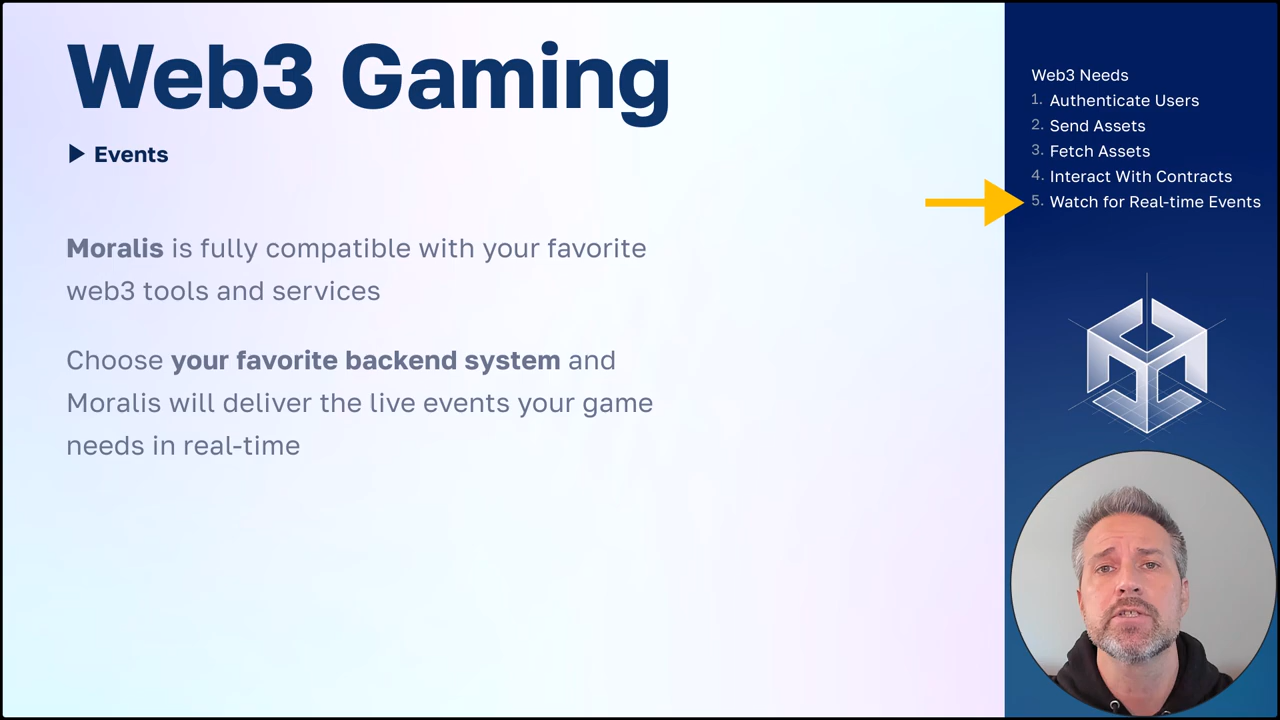 Web3 Gaming
Events
Moralis is fully compatible with your favorite
web3 tools and services
Choose your favorite backend system and
Moralis will deliver the live events your game
needs in real-time
Web3 Needs
1. Authenticate Users
2. Send Assets
3. Fetch Assets
4. Interact With Contracts
5. Watch for Real-time Events